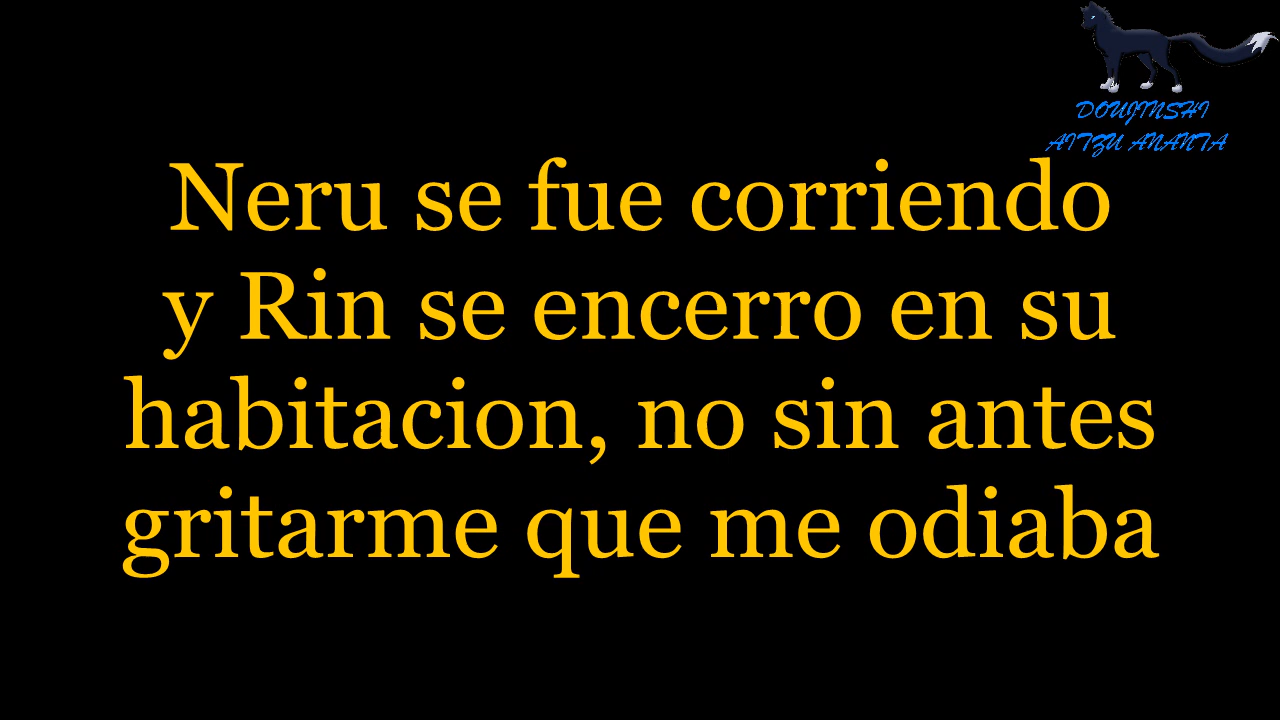 DOUJINSHI
AITZU ANANTA
Neru se fue corriendo
y Rin se encerro en su
habitacion, no sin antes
gritarme que me odiaba